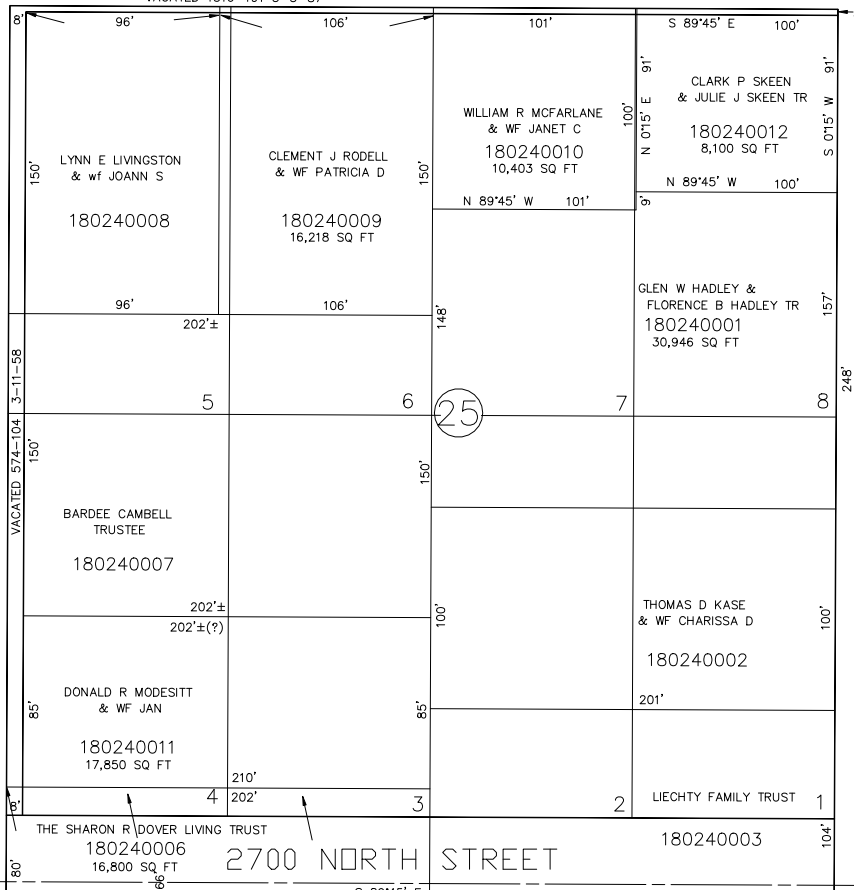 8'
96'
106'
101'
S 89°45' E 100'
150'
LYNN E LIVINGSTON
& wf JOANN S
180240008
CLEMENT J RODELL
& WF PATRICIA D
180240009
16,218 SQ FT
150'
WILLIAM R MCFARLANE
& WF JANET C
180240010
10,403 SQ FT
N 89°45' W 101'
100'
N 0°15' E 91'
CLARK P SKEEN
& JULIE J SKEEN TR
180240012
8,100 SQ FT
N 89°45' W 100'
S 0°15' W 91'
9'
96'
106'
202'±
148'
GLEN W HADLEY &
FLORENCE B HADLEY TR
180240001
30,946 SQ FT
157'
248'
VACATED 574-104 3-11-58
5
6
25
7
8
150'
150'
BARDEE CAMBELL
TRUSTEE
180240007
202'±
202'±(?)
100'
THOMAS D KASE
& WF CHARISSA D
180240002
100'
201'
85'
DONALD R MODESITT
& WF JAN
180240011
17,850 SQ FT
85'
210'
202'
8'
4
3
2
LIECHTY FAMILY TRUST 1
THE SHARON R DOVER LIVING TRUST
180240006
16,800 SQ FT
80'
66'
2700 NORTH STREET
180240003
104'